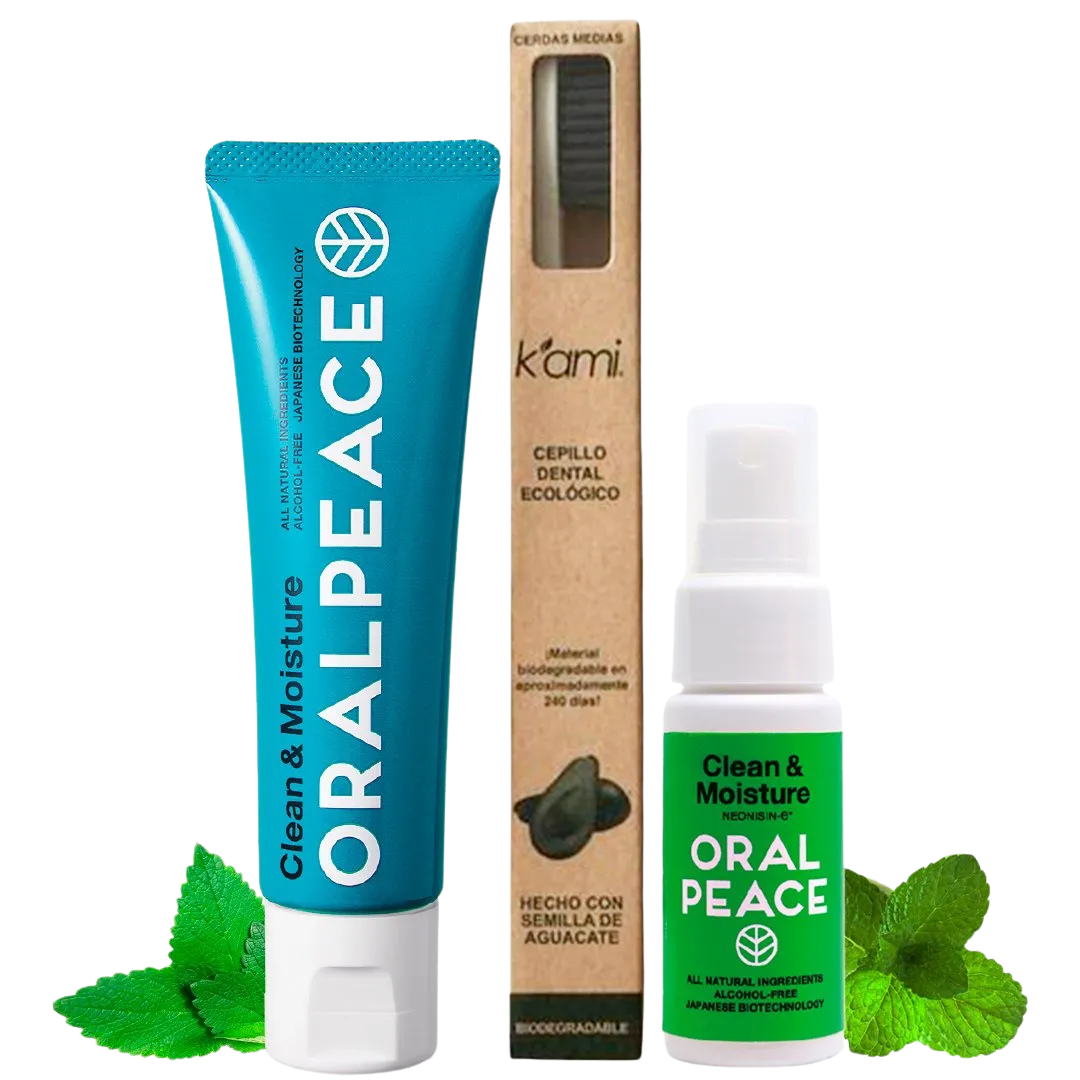 ALL NATURAL INGREDIENTS
ALCOHOL-FREE JAPANESE BIOTECHNOLOGY
Clean & Moisture
ORALPEACE
CERDAS MEDIAS
k'ami.
CEPILLO
DENTAL
ECOLÓGICO
¡Material
biodegradable en
aproximadamente
240 días!
HECHO CON
SEMILLA DE
AGUACATE
BIODEGRADABLE
Clean &
Moisture
NEONISIN-e®
ORAL
PEACE
ALL NATURAL INGREDIENTS
ALCOHOL-FREE
JAPANESE BIOTECHNOLOGY